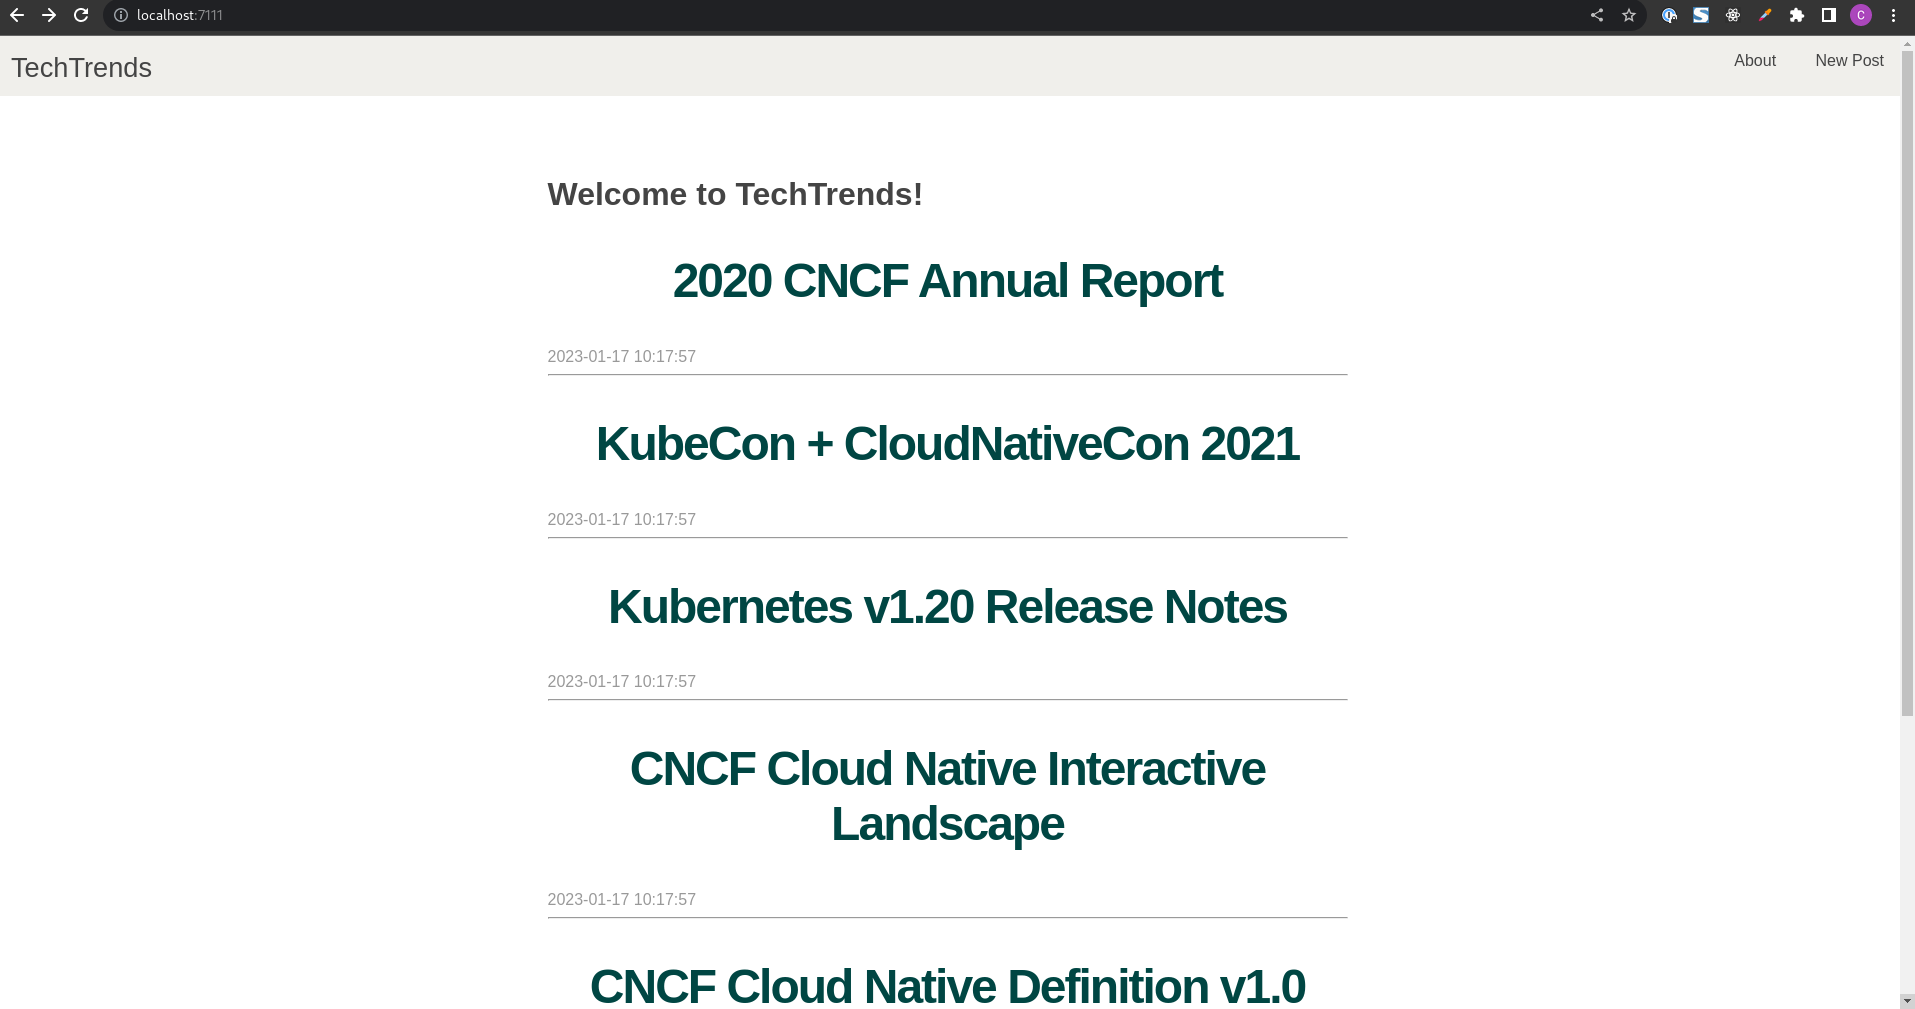 localhost:7111
C
TechTrends
About
New Post
Welcome to TechTrends!
2020 CNCF Annual Report
2023-01-17 10:17:57
KubeCon + CloudNativeCon 2021
2023-01-17 10:17:57
Kubernetes v1.20 Release Notes
2023-01-17 10:17:57
CNCF Cloud Native Interactive
Landscape
2023-01-17 10:17:57
CNCF Cloud Native Definition v1.0